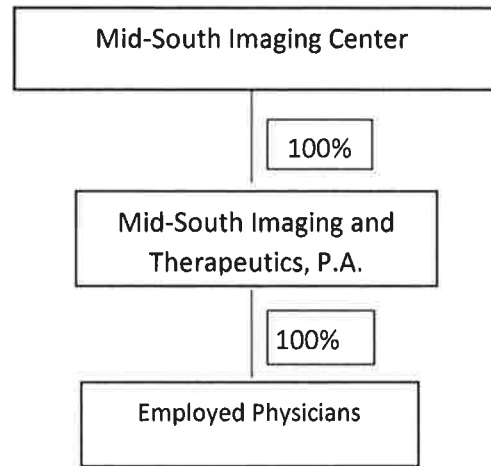 Mid-South Imaging Center
100%
Mid-South Imaging and
Therapeutics, P.A.
100%
Employed Physicians